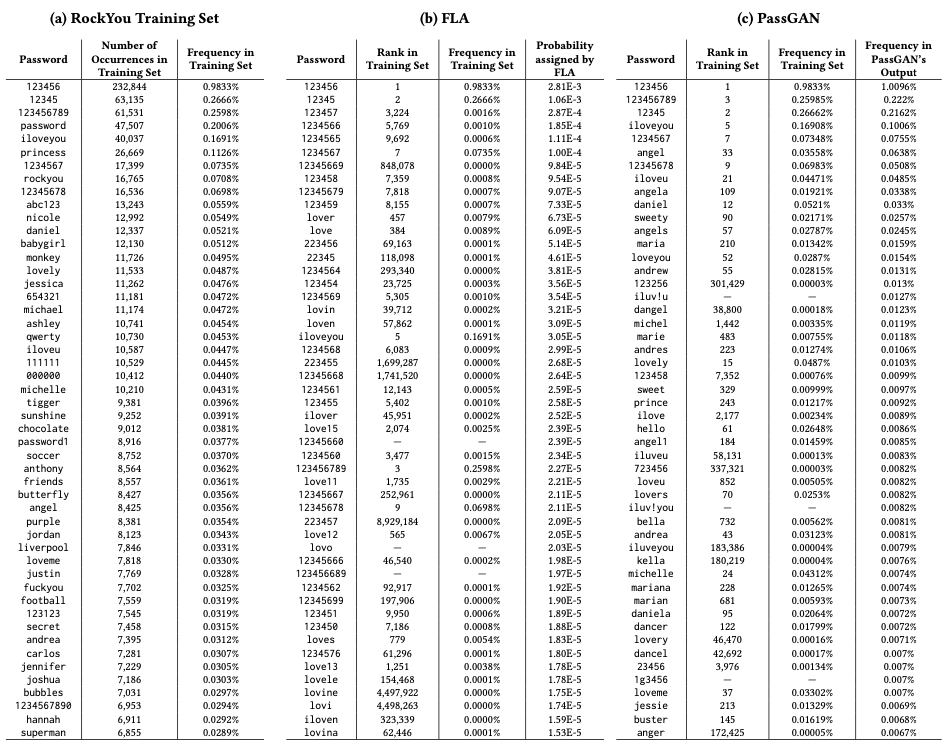 (a) RockYou Training Set
Password | Number of Occurrences in Training Set | Frequency in Training Set
123456 232,844 0.9833%
12345 63,135 0.2666%
123456789 61,531 0.2598%
password 47,507 0.2006%
iloveyou 40,037 0.1691%
princess 26,669 0.1126%
1234567 17,399 0.0735%
rockyou 16,765 0.0708%
12345678 16,536 0.0698%
abc123 13,243 0.0559%
nicole 12,992 0.0549%
daniel 12,337 0.0521%
babygirl 12,130 0.0512%
monkey 11,726 0.0495%
lovely 11,533 0.0487%
jessica 11,262 0.0476%
654321 11,181 0.0472%
michael 11,174 0.0472%
ashley 10,741 0.0454%
qwerty 10,730 0.0453%
iloveu 10,587 0.0447%
111111 10,529 0.0445%
000000 10,412 0.0440%
michelle 10,210 0.0431%
tigger 9,381 0.0396%
sunshine 9,252 0.0391%
chocolate 9,012 0.0381%
password1 8,916 0.0377%
soccer 8,752 0.0370%
anthony 8,564 0.0362%
friends 8,557 0.0361%
butterfly 8,427 0.0356%
angel 8,425 0.0356%
purple 8,381 0.0354%
jordan 8,123 0.0343%
liverpool 7,846 0.0331%
loveme 7,818 0.0330%
justin 7,769 0.0328%
fuckyou 7,702 0.0325%
football 7,559 0.0319%
123123 7,545 0.0319%
secret 7,458 0.0315%
andrea 7,395 0.0312%
carlos 7,281 0.0307%
jennifer 7,229 0.0305%
joshua 7,186 0.0303%
bubbles 7,031 0.0297%
1234567890 6,953 0.0294%
hannah 6,911 0.0292%
superman 6,855 0.0289%
(b) FLA
Password | Rank in Training Set | Frequency in Training Set | Probability assigned by FLA
123456 1 0.9833% 2.81E-3
12345 2 0.2666% 1.06E-3
123457 3,224 0.0016% 2.87E-4
123466 5,769 0.0010% 1.85E-4
1234565 9,692 0.0006% 1.11E-4
1234567 7 0.0735% 1.00E-4
12345669 848,078 0.0000% 9.84E-5
123458 7,359 0.0008% 9.54E-5
12345679 7,818 0.0007% 9.07E-5
123459 8,155 0.0007% 7.33E-5
lover 457 0.0079% 6.73E-5
love 384 0.0089% 6.09E-5
223456 69,163 0.0001% 5.14E-5
22345 118,098 0.0001% 4.61E-5
1234564 293,340 0.0000% 3.81E-5
123454 23,725 0.0003% 3.56E-5
1234569 5,305 0.0010% 3.54E-5
lovin 39,712 0.0002% 3.21E-5
loven 57,862 0.0001% 3.09E-5
iloveyou 5 0.1691% 3.05E-5
1234568 6,083 0.0009% 2.99E-5
223455 1,699,287 0.0000% 2.68E-5
12345668 1,741,520 0.0000% 2.64E-5
1234561 12,143 0.0005% 2.59E-5
123455 5,402 0.0010% 2.58E-5
ilover 45,951 0.0002% 2.52E-5
love15 2,074 0.0025% 2.39E-5
12345660 — — 2.39E-5
1234560 3,477 0.0015% 2.34E-5
123456789 3 0.2598% 2.27E-5
love11 1,735 0.0029% 2.21E-5
12345667 252,961 0.0000% 2.11E-5
12345678 9 0.0698% 2.11E-5
223457 8,929,184 0.0000% 2.09E-5
love12 565 0.0067% 2.05E-5
lovo — — 2.03E-5
12345666 46,540 0.0002% 1.98E-5
123456689 — — 1.97E-5
1234562 92,917 0.0001% 1.92E-5
12345699 197,906 0.0000% 1.90E-5
123451 9,950 0.0006% 1.89E-5
123450 7,186 0.0008% 1.88E-5
loves 779 0.0054% 1.83E-5
1234576 61,296 0.0001% 1.80E-5
love13 1,251 0.0038% 1.78E-5
lovele 154,468 0.0001% 1.78E-5
lovine 4,497,922 0.0000% 1.75E-5
lovi 4,498,263 0.0000% 1.74E-5
iloven 323,339 0.0000% 1.59E-5
lovina 62,446 0.0001% 1.53E-5
(c) PassGAN
Password | Rank in Training Set | Frequency in Training Set | Frequency in PassGAN's Output
123456 1 0.9833% 1.0096%
123456789 3 0.25985% 0.222%
12345 2 0.26662% 0.2162%
iloveyou 5 0.16908% 0.1006%
1234567 7 0.07348% 0.0755%
angel 33 0.03558% 0.0638%
12345678 9 0.06983% 0.0508%
iloveu 21 0.04471% 0.0485%
angela 109 0.01921% 0.0338%
daniel 12 0.0521% 0.033%
sweety 90 0.02171% 0.0257%
angels 57 0.02787% 0.0245%
maria 210 0.01342% 0.0159%
loveyou 52 0.0287% 0.0154%
andrew 55 0.02815% 0.0131%
123256 301,429 0.00003% 0.013%
iluv!u — — 0.0127%
dangel 38,800 0.00018% 0.0123%
michel 1,442 0.00335% 0.0119%
marie 483 0.00755% 0.0118%
andres 223 0.01274% 0.0106%
lovely 15 0.0487% 0.0103%
123458 7,352 0.00076% 0.0099%
sweet 329 0.00999% 0.0097%
prince 243 0.01217% 0.0092%
ilove 2,177 0.00234% 0.0089%
hello 61 0.02648% 0.0086%
angel1 184 0.01459% 0.0085%
iluveu 58,131 0.00013% 0.0083%
723456 337,321 0.00003% 0.0082%
loveu 852 0.00505% 0.0082%
lovers 70 0.0253% 0.0082%
iluv!you — — 0.0082%
bella 732 0.00562% 0.0081%
andrea 43 0.03123% 0.0081%
iluveyou 183,386 0.00004% 0.0079%
kella 180,219 0.00004% 0.0076%
michelle 24 0.04312% 0.0074%
mariana 228 0.01265% 0.0074%
marian 681 0.00593% 0.0073%
daniela 95 0.02064% 0.0072%
dancer 122 0.01799% 0.0072%
lovery 46,470 0.00016% 0.0071%
dancel 42,692 0.00017% 0.007%
23456 3,976 0.00134% 0.007%
1g3456 — — 0.007%
loveme 37 0.03302% 0.007%
jessie 213 0.01329% 0.0069%
buster 145 0.01619% 0.0068%
anger 172,425 0.00005% 0.0067%